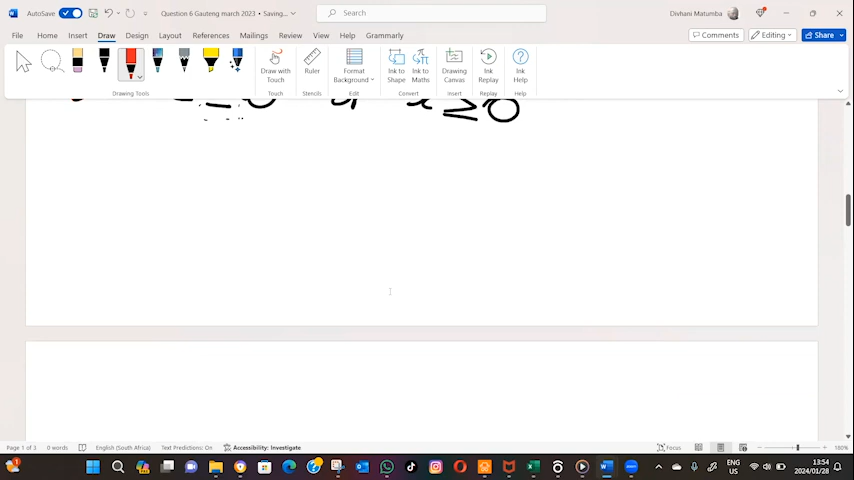 AutoSave Question 6 Gauteng march 2023 • Saving... Search Divhani Matumba
File Home Insert Draw Design Layout References Mailings Review View Help Grammarly Comments Editing Share
Draw with Touch Ruler Format Background Ink to Shape Ink to Maths Drawing Canvas Ink Replay Ink Help
Drawing Tools Touch Stencils Edit Convert Insert Replay Help
≤ 0 or x ≥ 0
Page 1 of 3 0 words English (South Africa) Text Predictions: On Accessibility: Investigate Focus 180%
ENG US 13:54 2024/01/28